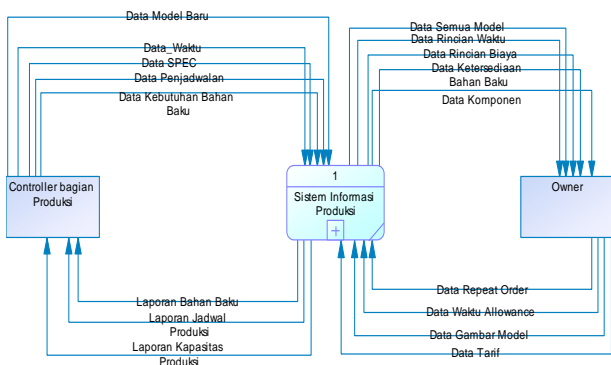 Data Model Baru
Data_Waktu
Data SPEC
Data Penjadwalan
Data Kebutuhan Bahan
Baku
Data Semua Model
Data Rincian Waktu
Data Rincian Biaya
Data Ketersediaan
Bahan Baku
Data Komponen
Controller bagian
Produksi
1
Sistem Informasi
Produksi
Owner
Laporan Bahan Baku
Laporan Jadwal
Produksi
Laporan Kapasitas
Produksi
Data Repeat Order
Data Waktu Allowance
Data Gambar Model
Data Tarif